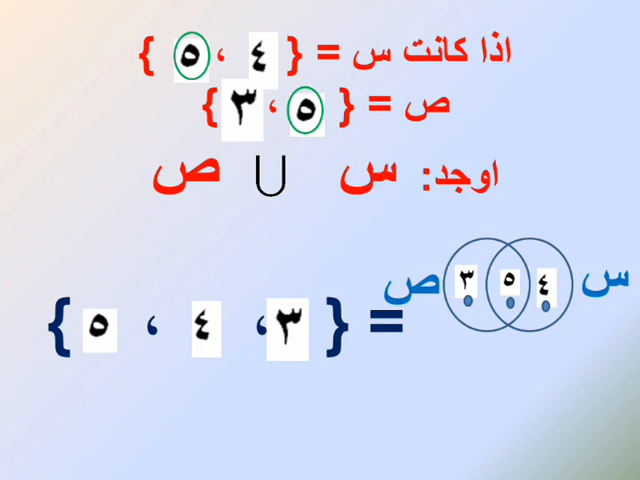 اذا كانت س = { ٤ ، ٥ }
ص = { ٥ ، ٣ }
اوجد: س ∪ ص
س ٤ ٥ ٣ ص
= { ٣ ، ٤ ، ٥ }